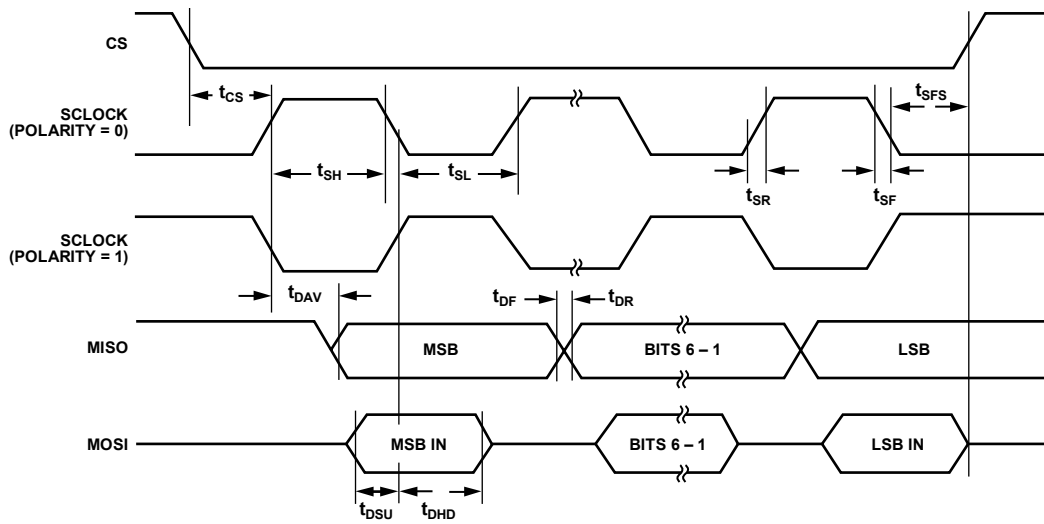 CS
tCS
tSFS
SCLOCK
(POLARITY = 0)
tSH
tSL
tSR
tSF
SCLOCK
(POLARITY = 1)
tDAV
tDF
tDR
MISO
MSB
BITS 6 – 1
LSB
MOSI
MSB IN
BITS 6 – 1
LSB IN
tDSU
tDHD